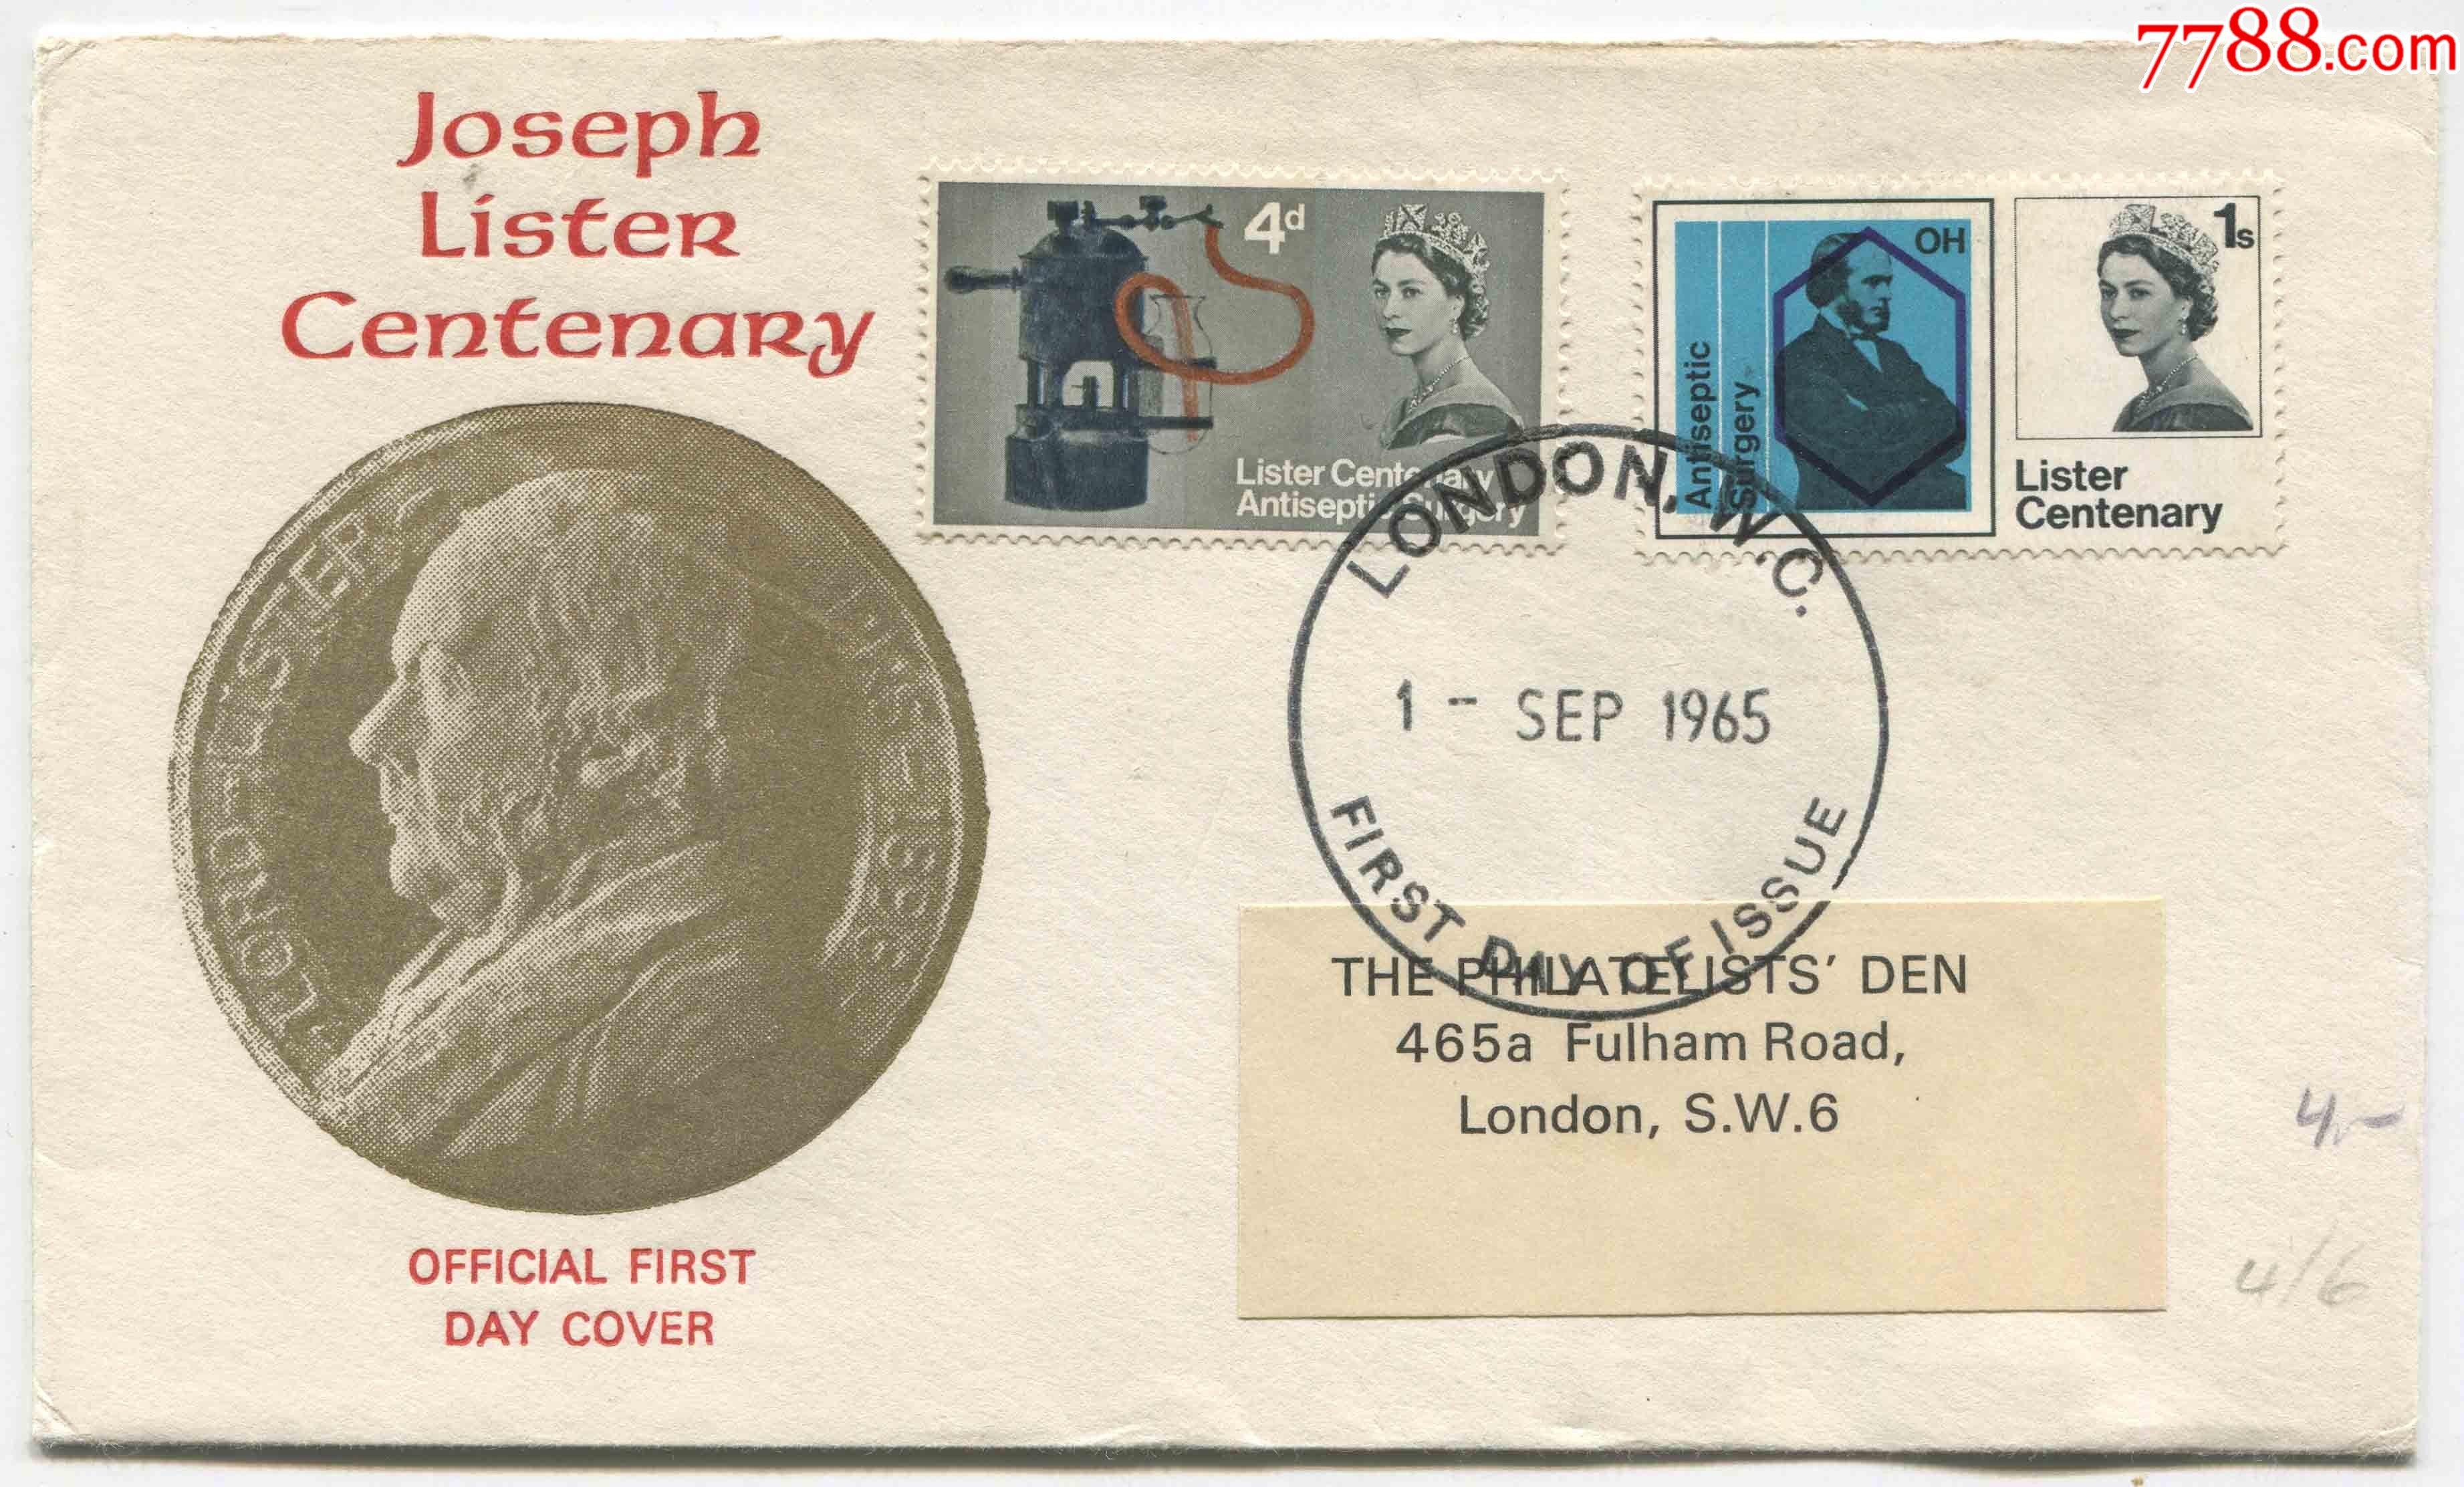 7788.com
Joseph
Lister
Centenary
4d
Lister Centenary
Antiseptic Surgery
Antiseptic
Surgery
OH
1s
Lister
Centenary
LONDON. W.C.
1 - SEP 1965
FIRST DAY OF ISSUE
LORD LISTER
THE PHILATELISTS' DEN
465a Fulham Road,
London, S.W.6
4.-
4/6
OFFICIAL FIRST
DAY COVER